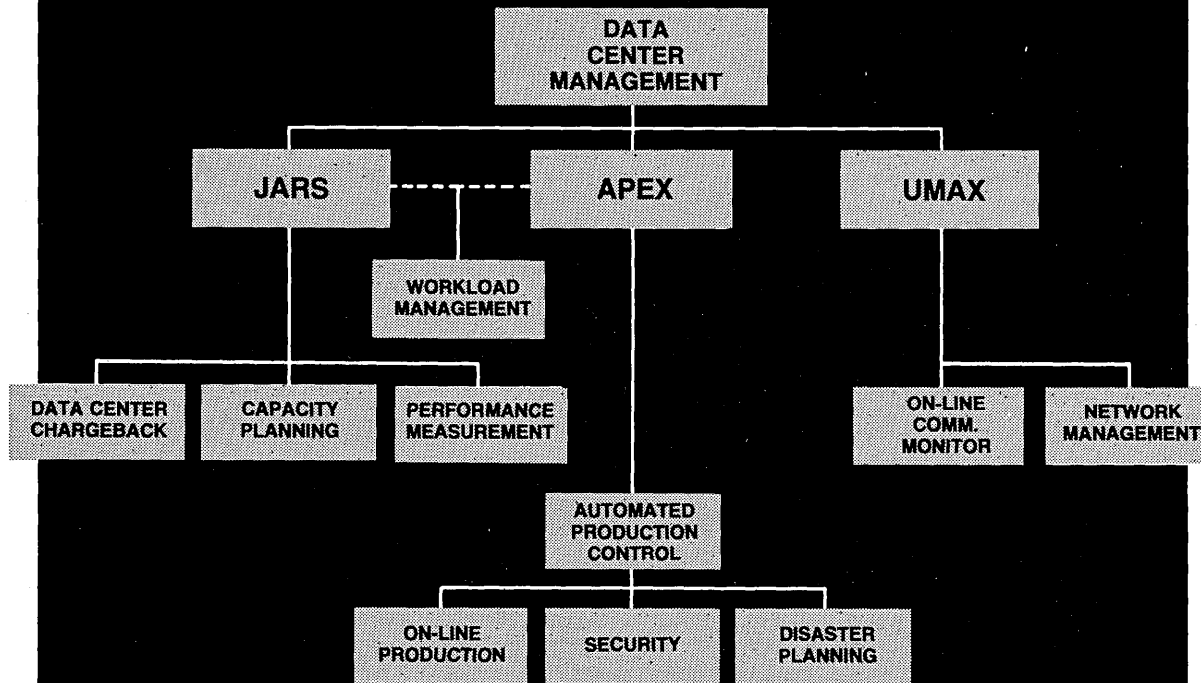 DATA
CENTER
MANAGEMENT
JARS
APEX
UMAX
WORKLOAD
MANAGEMENT
DATA CENTER
CHARGEBACK
CAPACITY
PLANNING
PERFORMANCE
MEASUREMENT
ON-LINE
COMM.
MONITOR
NETWORK
MANAGEMENT
AUTOMATED
PRODUCTION
CONTROL
ON-LINE
PRODUCTION
SECURITY
DISASTER
PLANNING